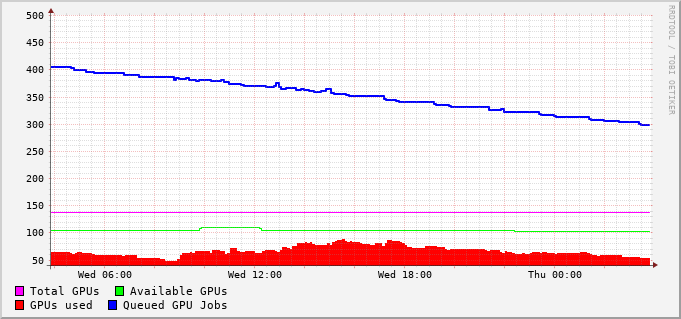 500
450
400
350
300
250
200
150
100
50
Wed 06:00 Wed 12:00 Wed 18:00 Thu 00:00
Total GPUs Available GPUs
GPUs used Queued GPU Jobs
RRDTOOL / TOBI OETIKER